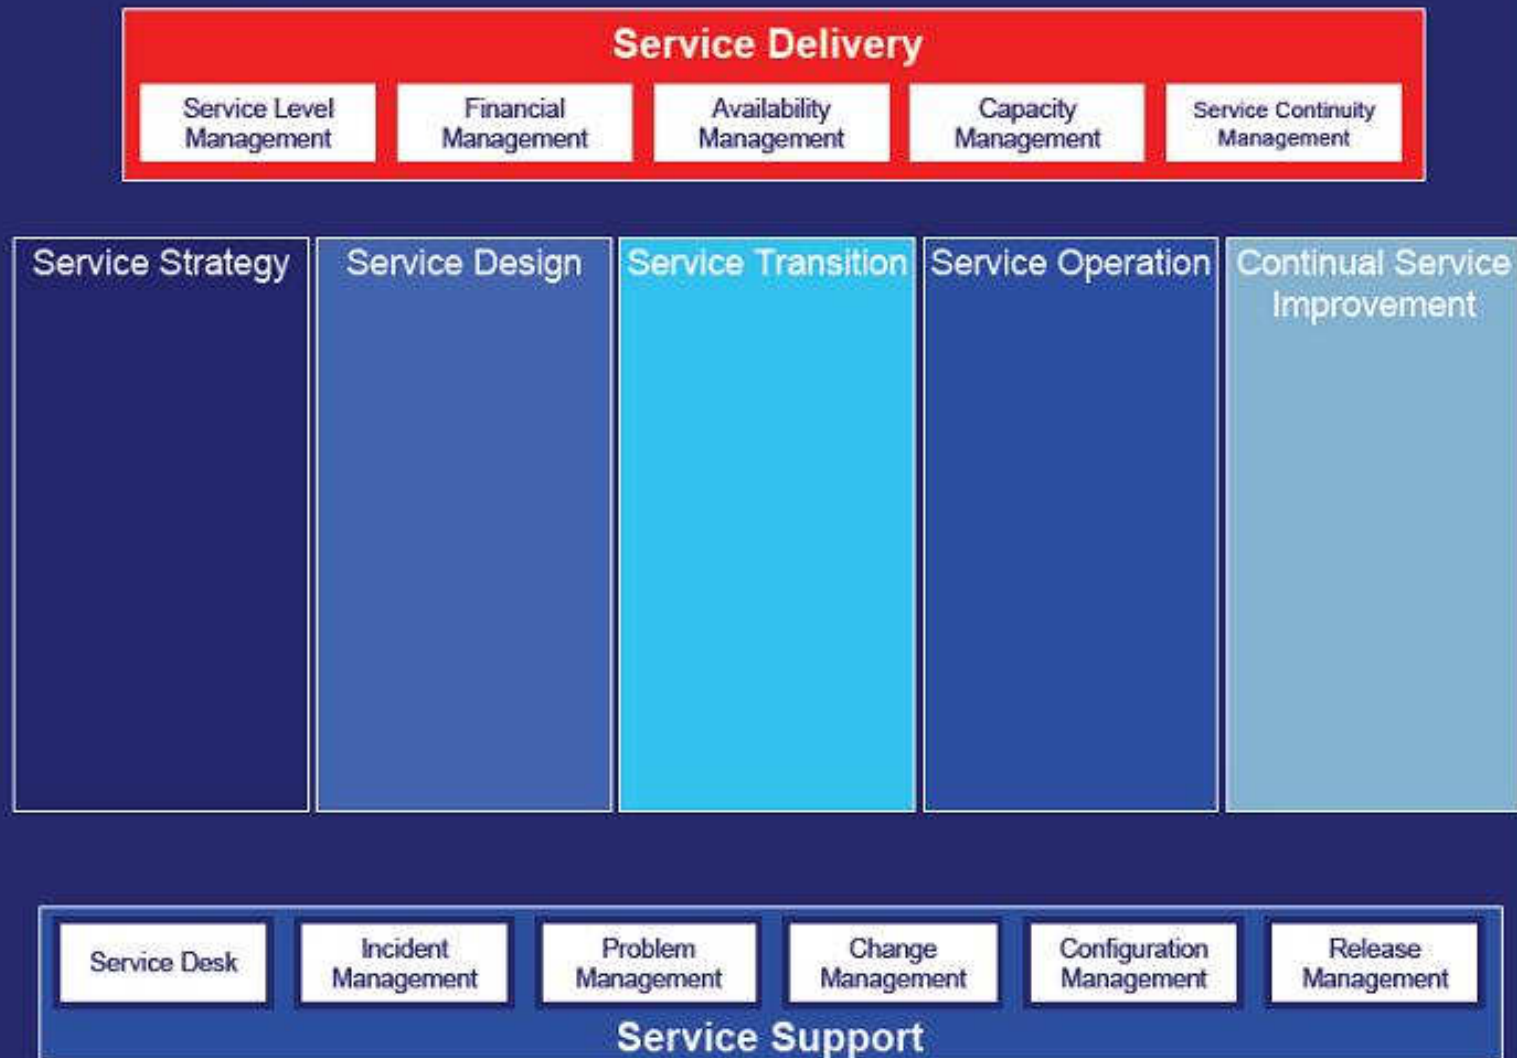 Service Delivery
Service Level
Management
Financial
Management
Availability
Management
Capacity
Management
Service Continuity
Management
Service Strategy
Service Design
Service Transition
Service Operation
Continual Service
Improvement
Service Desk
Incident
Management
Problem
Management
Change
Management
Configuration
Management
Release
Management
Service Support